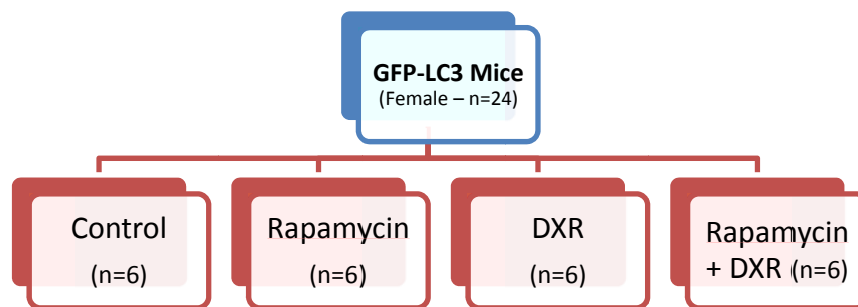 GFP-LC3 Mice
(Female – n=24)
Control
(n=6)
Rapamycin
(n=6)
DXR
(n=6)
Rapamycin
+ DXR (n=6)